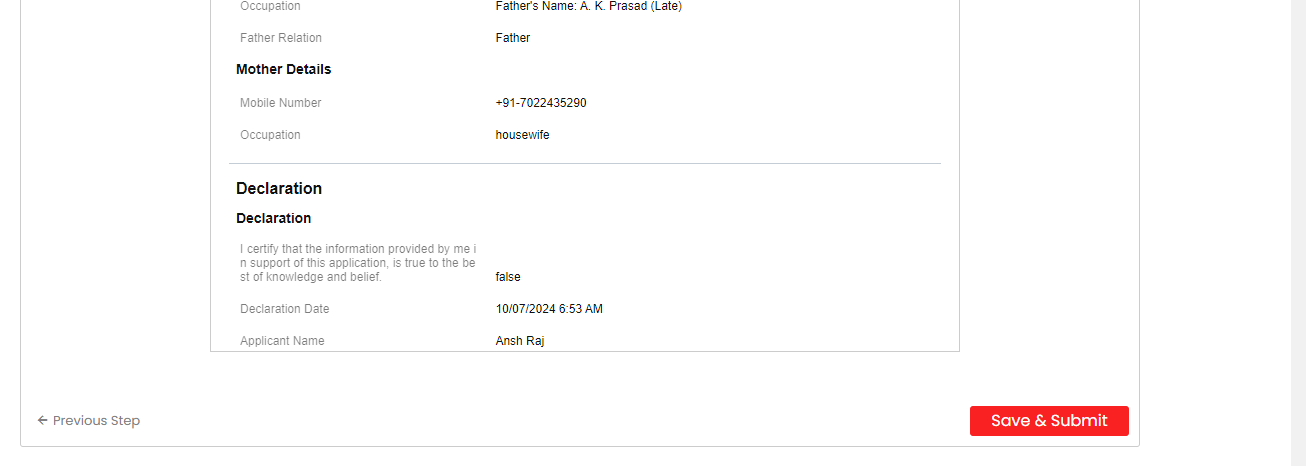 Occupation Father's Name: A. K. Prasad (Late)
Father Relation Father
Mother Details
Mobile Number +91-7022435290
Occupation housewife
Declaration
Declaration
I certify that the information provided by me i
n support of this application, is true to the be
st of knowledge and belief. false
Declaration Date 10/07/2024 6:53 AM
Applicant Name Ansh Raj
← Previous Step Save & Submit